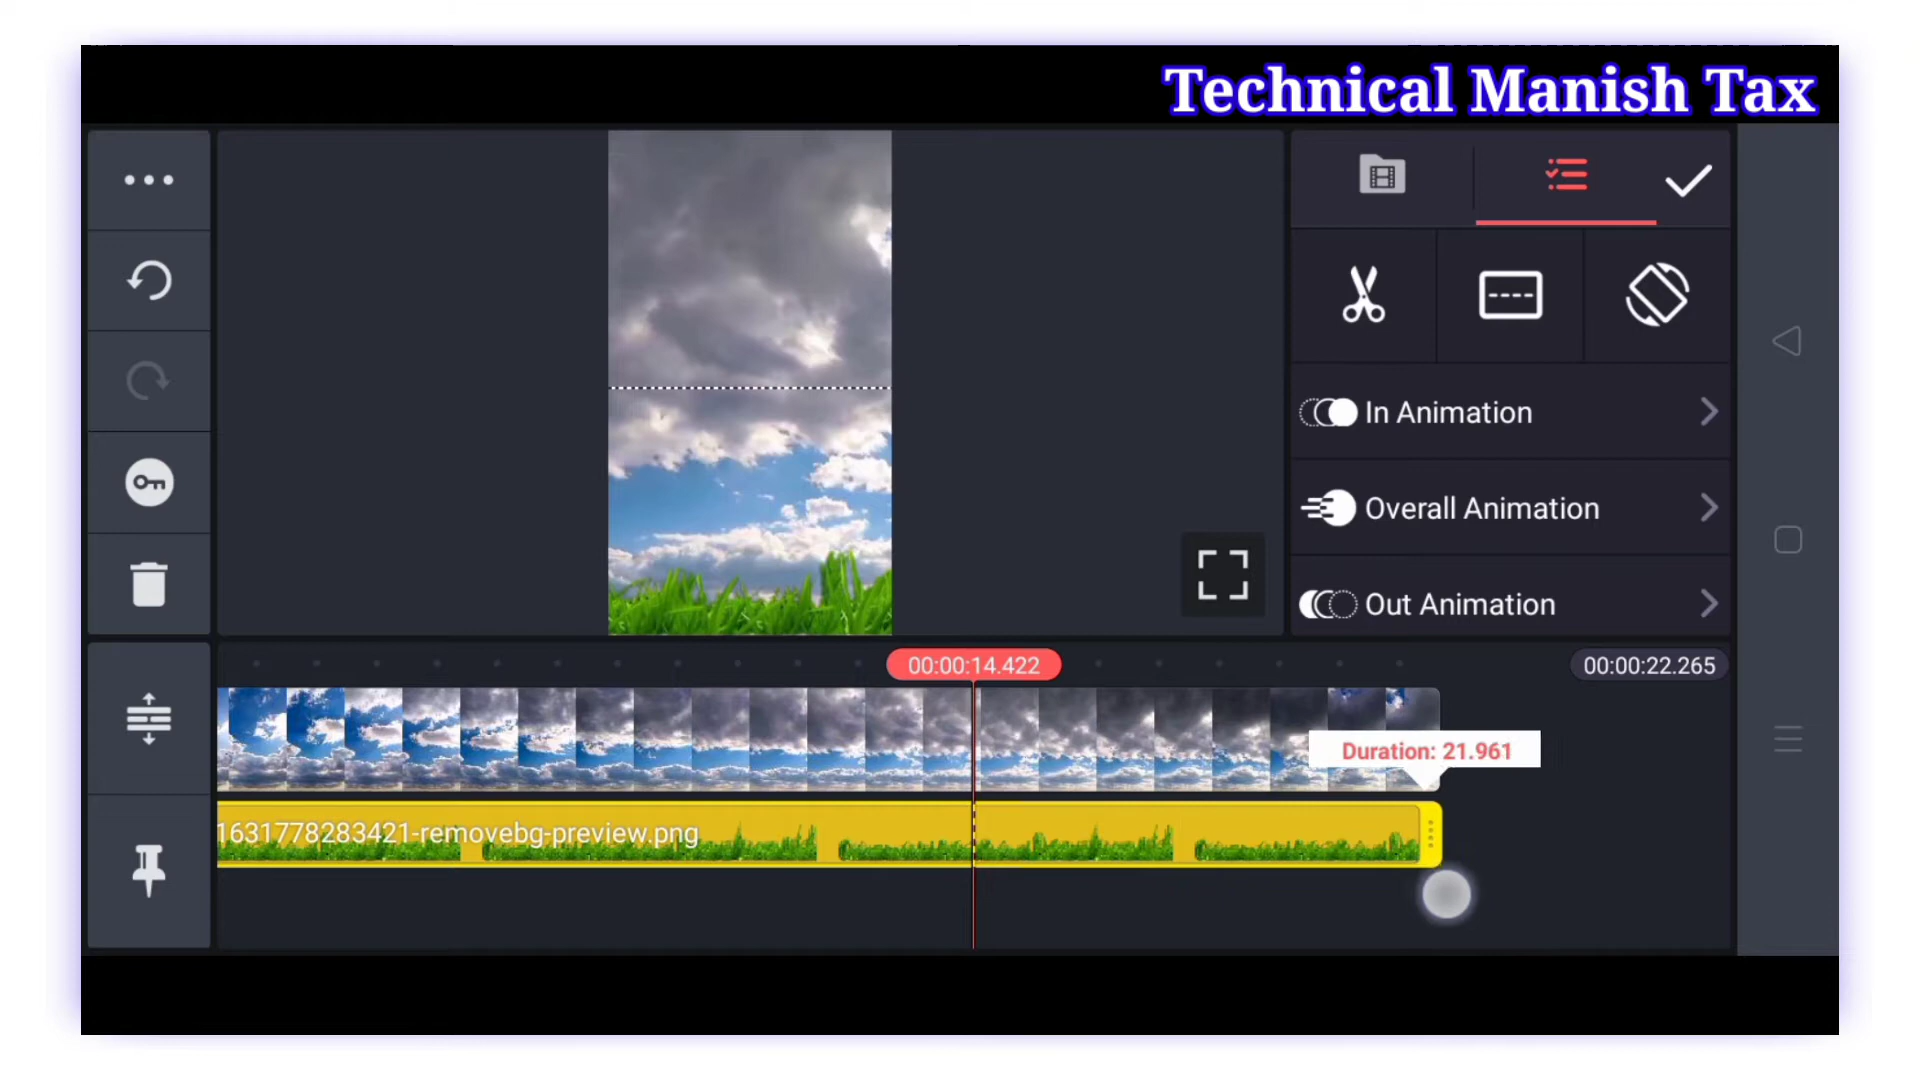 Technical Manish Tax
In Animation
Overall Animation
Out Animation
00:00:14.422
00:00:22.265
Duration: 21.961
1631778283421-removebg-preview.png